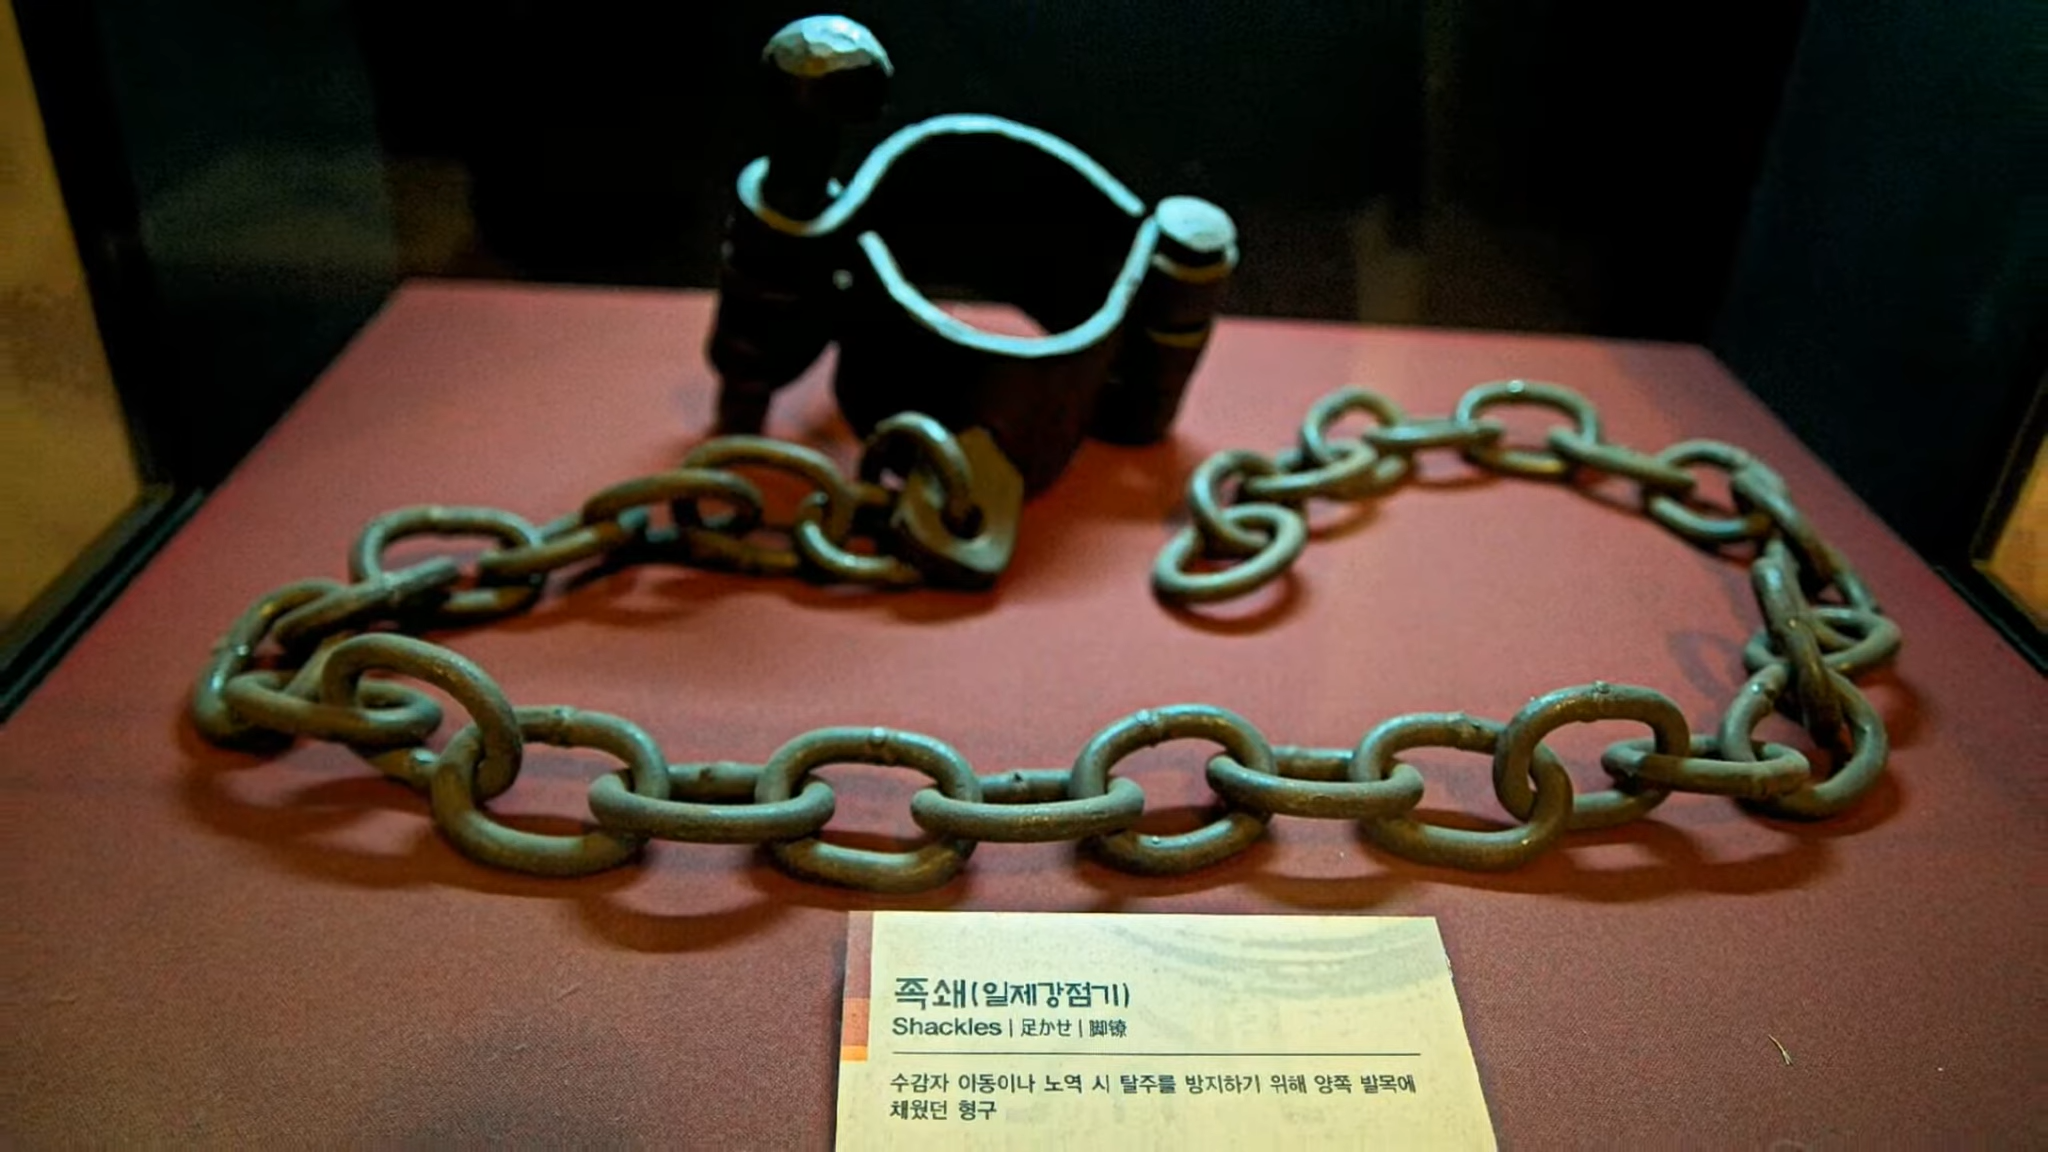 족쇄(일제강점기)
Shackles | 足かせ | 脚镣
수감자 이동이나 노역 시 탈주를 방지하기 위해 양쪽 발목에
채웠던 형구